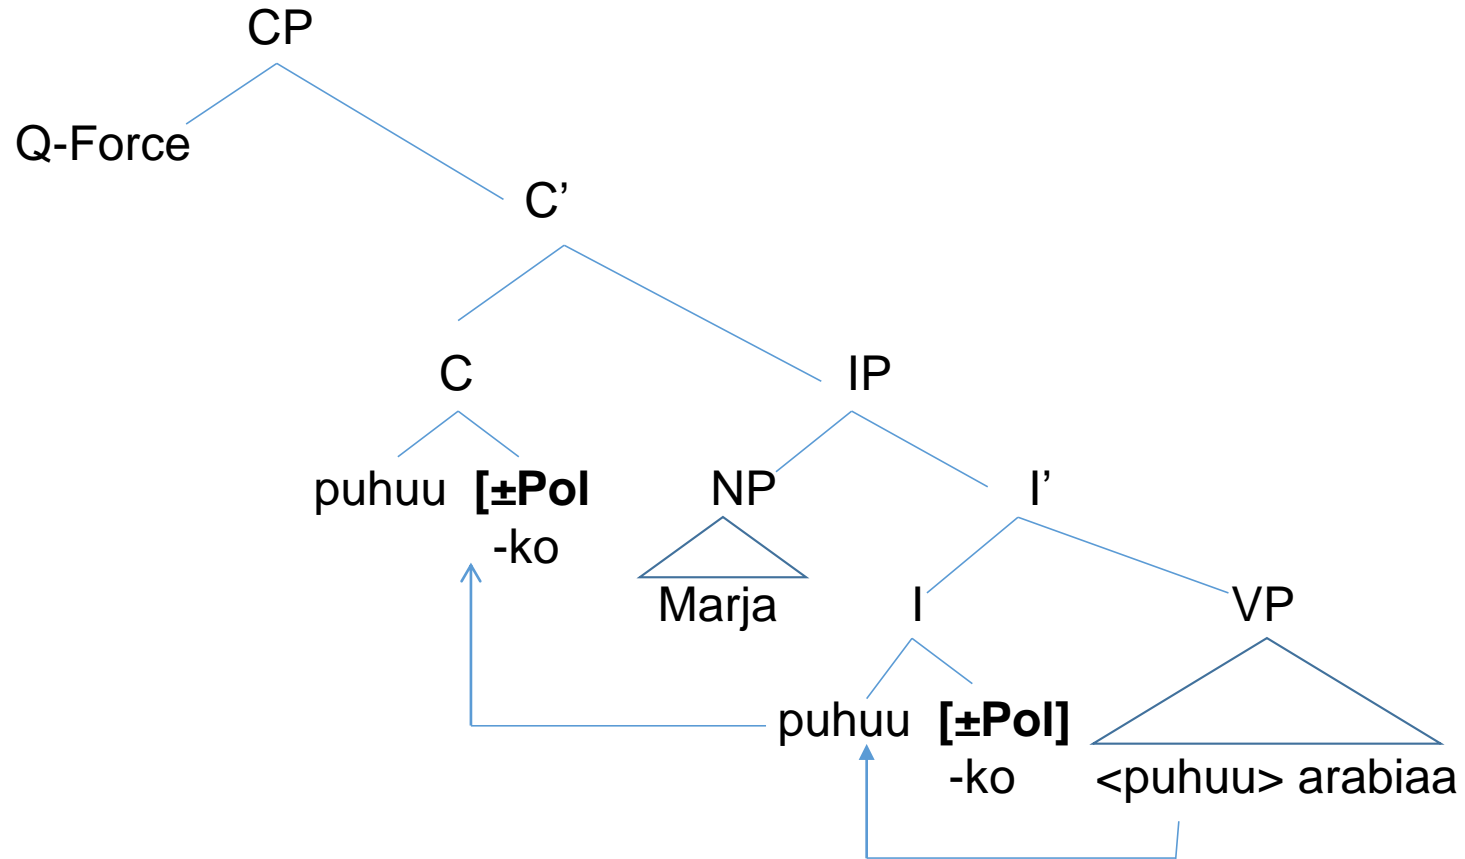 CP
Q-Force
C’
C IP
puhuu [±Pol NP I’
-ko
Marja I VP
puhuu [±Pol]
-ko <puhuu> arabiaa